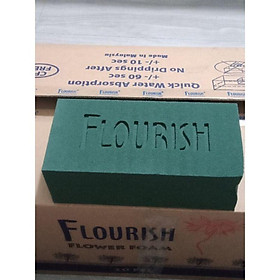 Quick Water Absorption
+/- 60 sec
No Drippings After
+/- 10 sec
Made in Malaysia
FLOURISH
FLOURISH
FLOWER FOAM